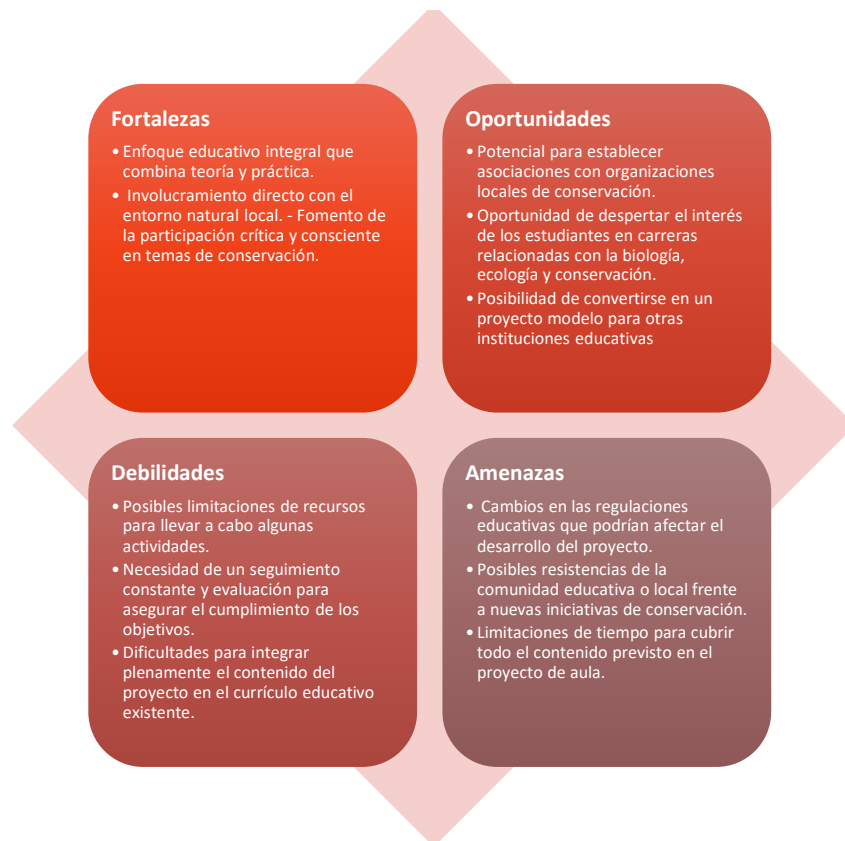 Fortalezas
• Enfoque educativo integral que
combina teoría y práctica.
• Involucramiento directo con el
entorno natural local. - Fomento de
la participación crítica y consciente
en temas de conservación.
Oportunidades
• Potencial para establecer
asociaciones con organizaciones
locales de conservación.
• Oportunidad de despertar el interés
de los estudiantes en carreras
relacionadas con la biología,
ecología y conservación.
• Posibilidad de convertirse en un
proyecto modelo para otras
instituciones educativas
Debilidades
• Posibles limitaciones de recursos
para llevar a cabo algunas
actividades.
• Necesidad de un seguimiento
constante y evaluación para
asegurar el cumplimiento de los
objetivos.
• Dificultades para integrar
plenamente el contenido del
proyecto en el currículo educativo
existente.
Amenazas
• Cambios en las regulaciones
educativas que podrían afectar el
desarrollo del proyecto.
• Posibles resistencias de la
comunidad educativa o local frente
a nuevas iniciativas de conservación.
• Limitaciones de tiempo para cubrir
todo el contenido previsto en el
proyecto de aula.